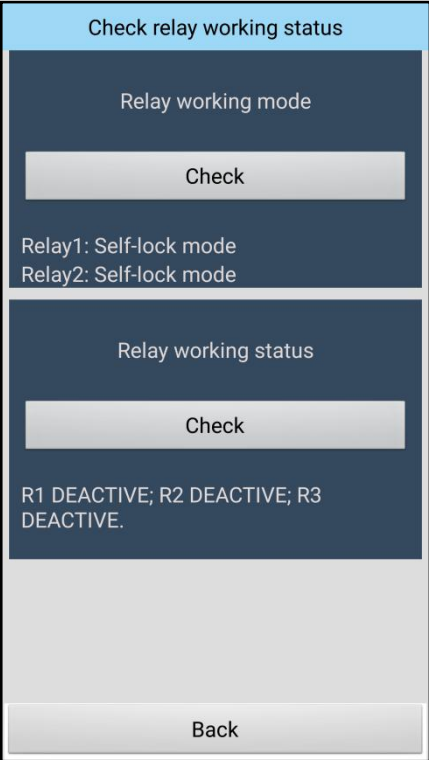 Check relay working status
Relay working mode
Check
Relay1: Self-lock mode
Relay2: Self-lock mode
Relay working status
Check
R1 DEACTIVE; R2 DEACTIVE; R3
DEACTIVE.
Back